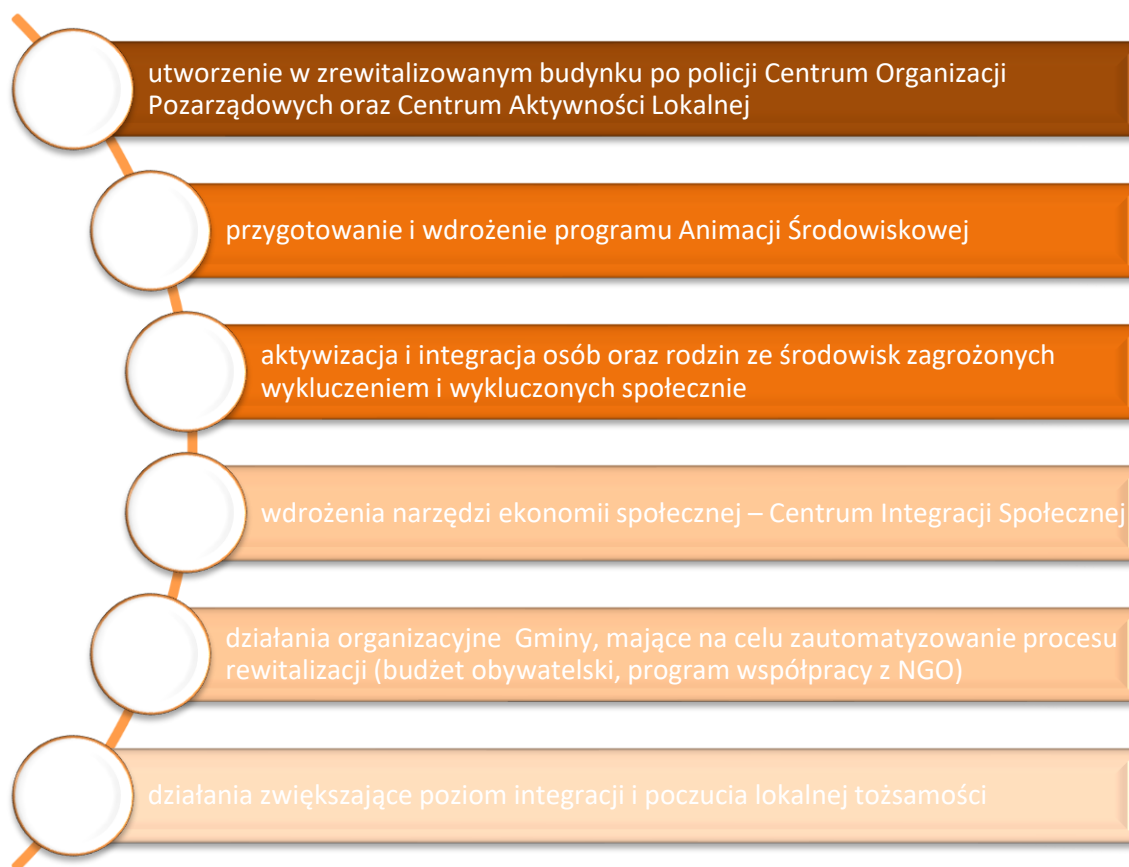 utworzenie w zrewitalizowanym budynku po policji Centrum Organizacji
Pozarządowych oraz Centrum Aktywności Lokalnej
przygotowanie i wdrożenie programu Animacji Środowiskowej
aktywizacja i integracja osób oraz rodzin ze środowisk zagrożonych
wykluczeniem i wykluczonych społecznie
wdrożenia narzędzi ekonomii społecznej – Centrum Integracji Społecznej
działania organizacyjne  Gminy, mające na celu zautomatyzowanie procesu
rewitalizacji (budżet obywatelski, program współpracy z NGO)
działania zwiększające poziom integracji i poczucia lokalnej tożsamości